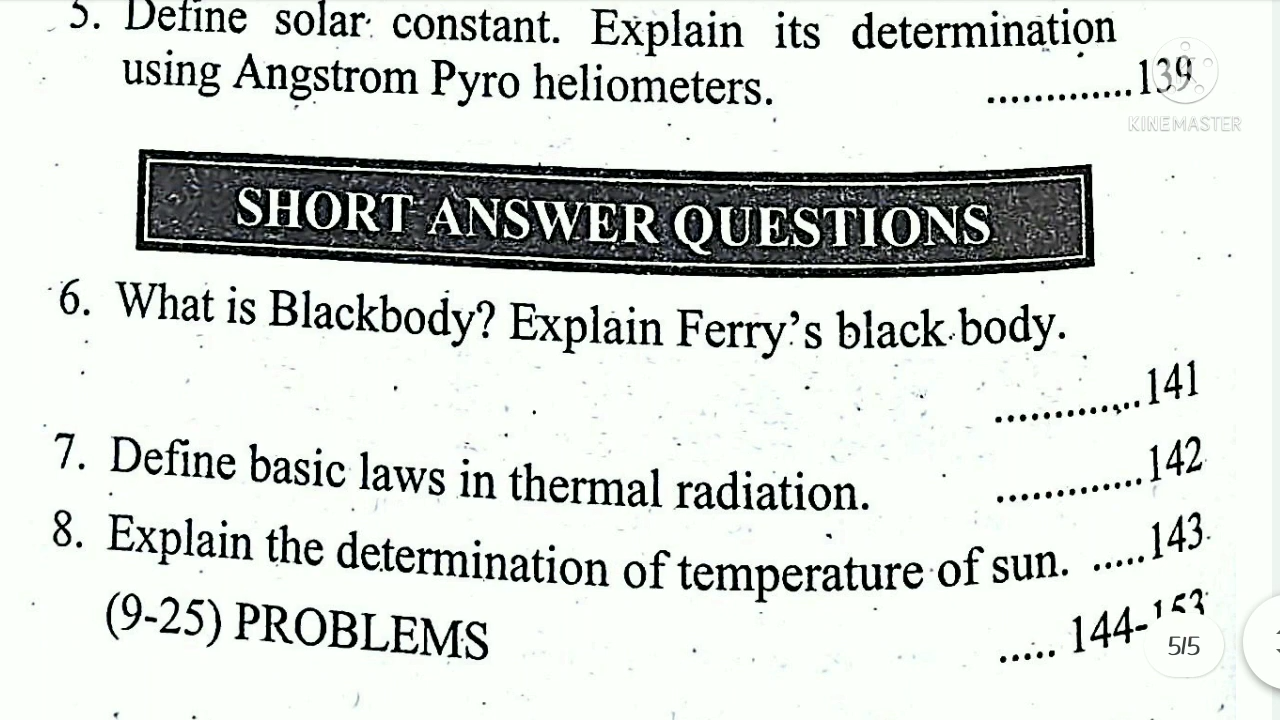 5. Define solar constant. Explain its determination
using Angstrom Pyro heliometers. .............139
KINEMASTER
SHORT ANSWER QUESTIONS
6. What is Blackbody? Explain Ferry's black body.
.............141
7. Define basic laws in thermal radiation. .............142
8. Explain the determination of temperature of sun. .....143
(9-25) PROBLEMS ..... 144-153
5/5